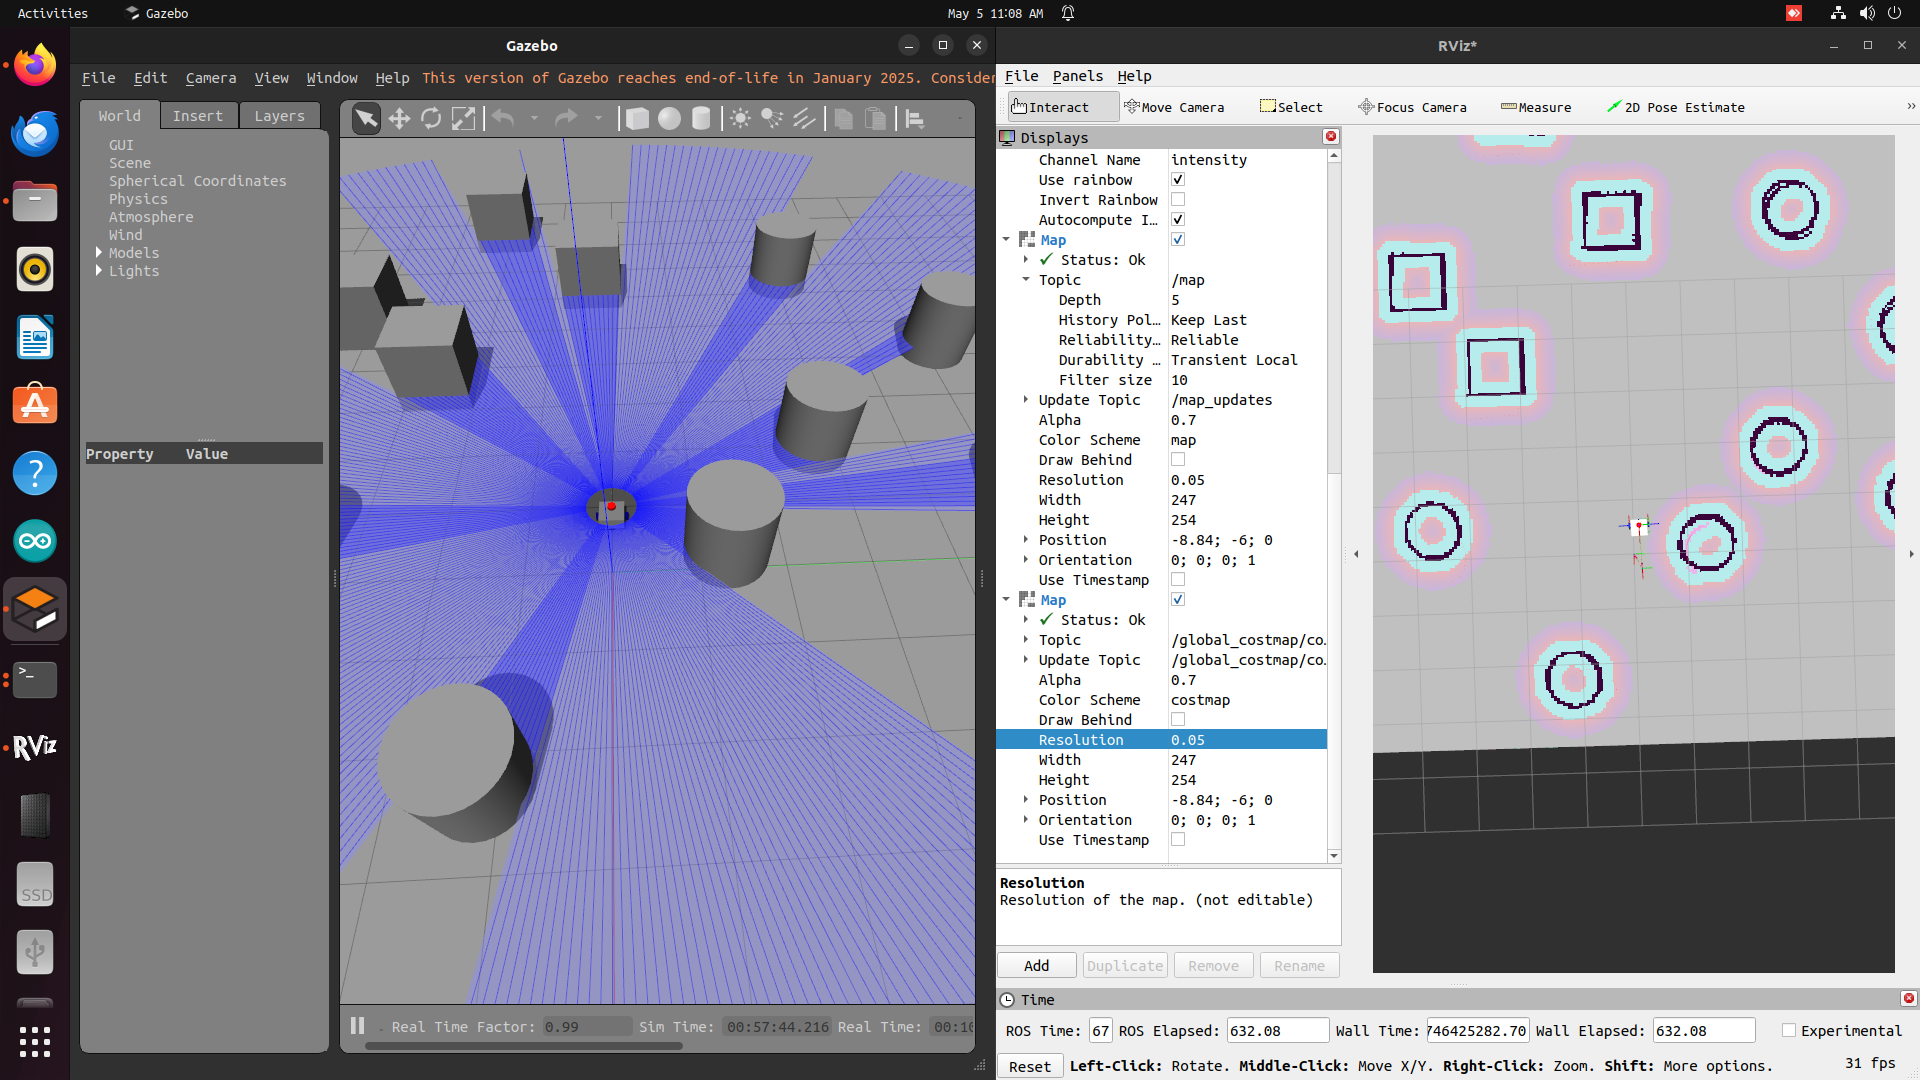 Activities Gazebo May 5 11:08 AM
Gazebo
File Edit Camera View Window Help This version of Gazebo reaches end-of-life in January 2025. Consider
World Insert Layers
GUI
Scene
Spherical Coordinates
Physics
Atmosphere
Wind
Models
Lights
Property Value
Real Time Factor: 0.99 Sim Time: 00:57:44.216 Real Time: 00:10
RViz
SSD
RViz*
File Panels Help
Interact Move Camera Select Focus Camera Measure 2D Pose Estimate »
Displays
Channel Name intensity
Use rainbow
Invert Rainbow
Autocompute I...
Map
Status: Ok
Topic /map
Depth 5
History Pol... Keep Last
Reliability... Reliable
Durability ... Transient Local
Filter size 10
Update Topic /map_updates
Alpha 0.7
Color Scheme map
Draw Behind
Resolution 0.05
Width 247
Height 254
Position -8.84; -6; 0
Orientation 0; 0; 0; 1
Use Timestamp
Map
Status: Ok
Topic /global_costmap/co...
Update Topic /global_costmap/co...
Alpha 0.7
Color Scheme costmap
Draw Behind
Resolution 0.05
Width 247
Height 254
Position -8.84; -6; 0
Orientation 0; 0; 0; 1
Use Timestamp
Resolution
Resolution of the map. (not editable)
Add Duplicate Remove Rename
Time
ROS Time: 67 ROS Elapsed: 632.08 Wall Time: 746425282.70 Wall Elapsed: 632.08 Experimental
Reset Left-Click: Rotate. Middle-Click: Move X/Y. Right-Click: Zoom. Shift: More options. 31 fps